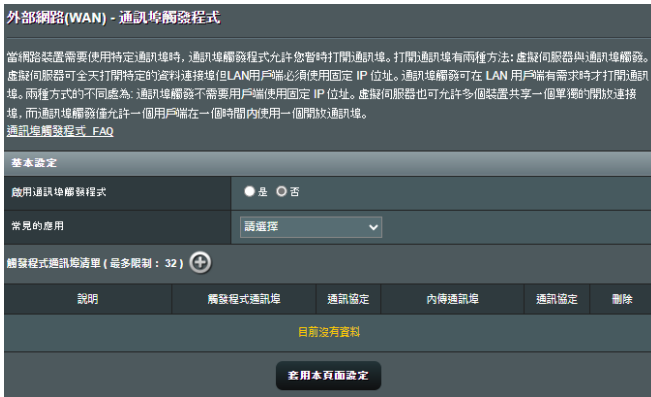 外部網路(WAN) - 通訊埠觸發程式
當網路裝置需要使用特定通訊埠時，通訊埠觸發程式允許您暫時打開通訊埠。打開通訊埠有兩種方法: 虛擬伺服器與通訊埠觸發。
虛擬伺服器可全天打開特定的資料連接埠但LAN用戶端必須使用固定 IP 位址。通訊埠觸發可在 LAN 用戶端有需求時才打開通訊
埠。兩種方式的不同處為: 通訊埠觸發不需要用戶端使用固定 IP 位址。虛擬伺服器也可允許多個裝置共享一個單獨的開放連接
埠，而通訊埠觸發僅允許一個用戶端在一個時間內使用一個開放通訊埠。
通訊埠觸發程式 FAQ
基本設定
啟用通訊埠觸發程式 是 否
常見的應用 請選擇
觸發程式通訊埠清單 ( 最多限制 : 32 )
說明 觸發程式通訊埠 通訊協定 內傳通訊埠 通訊協定 刪除
目前沒有資料
套用本頁面設定